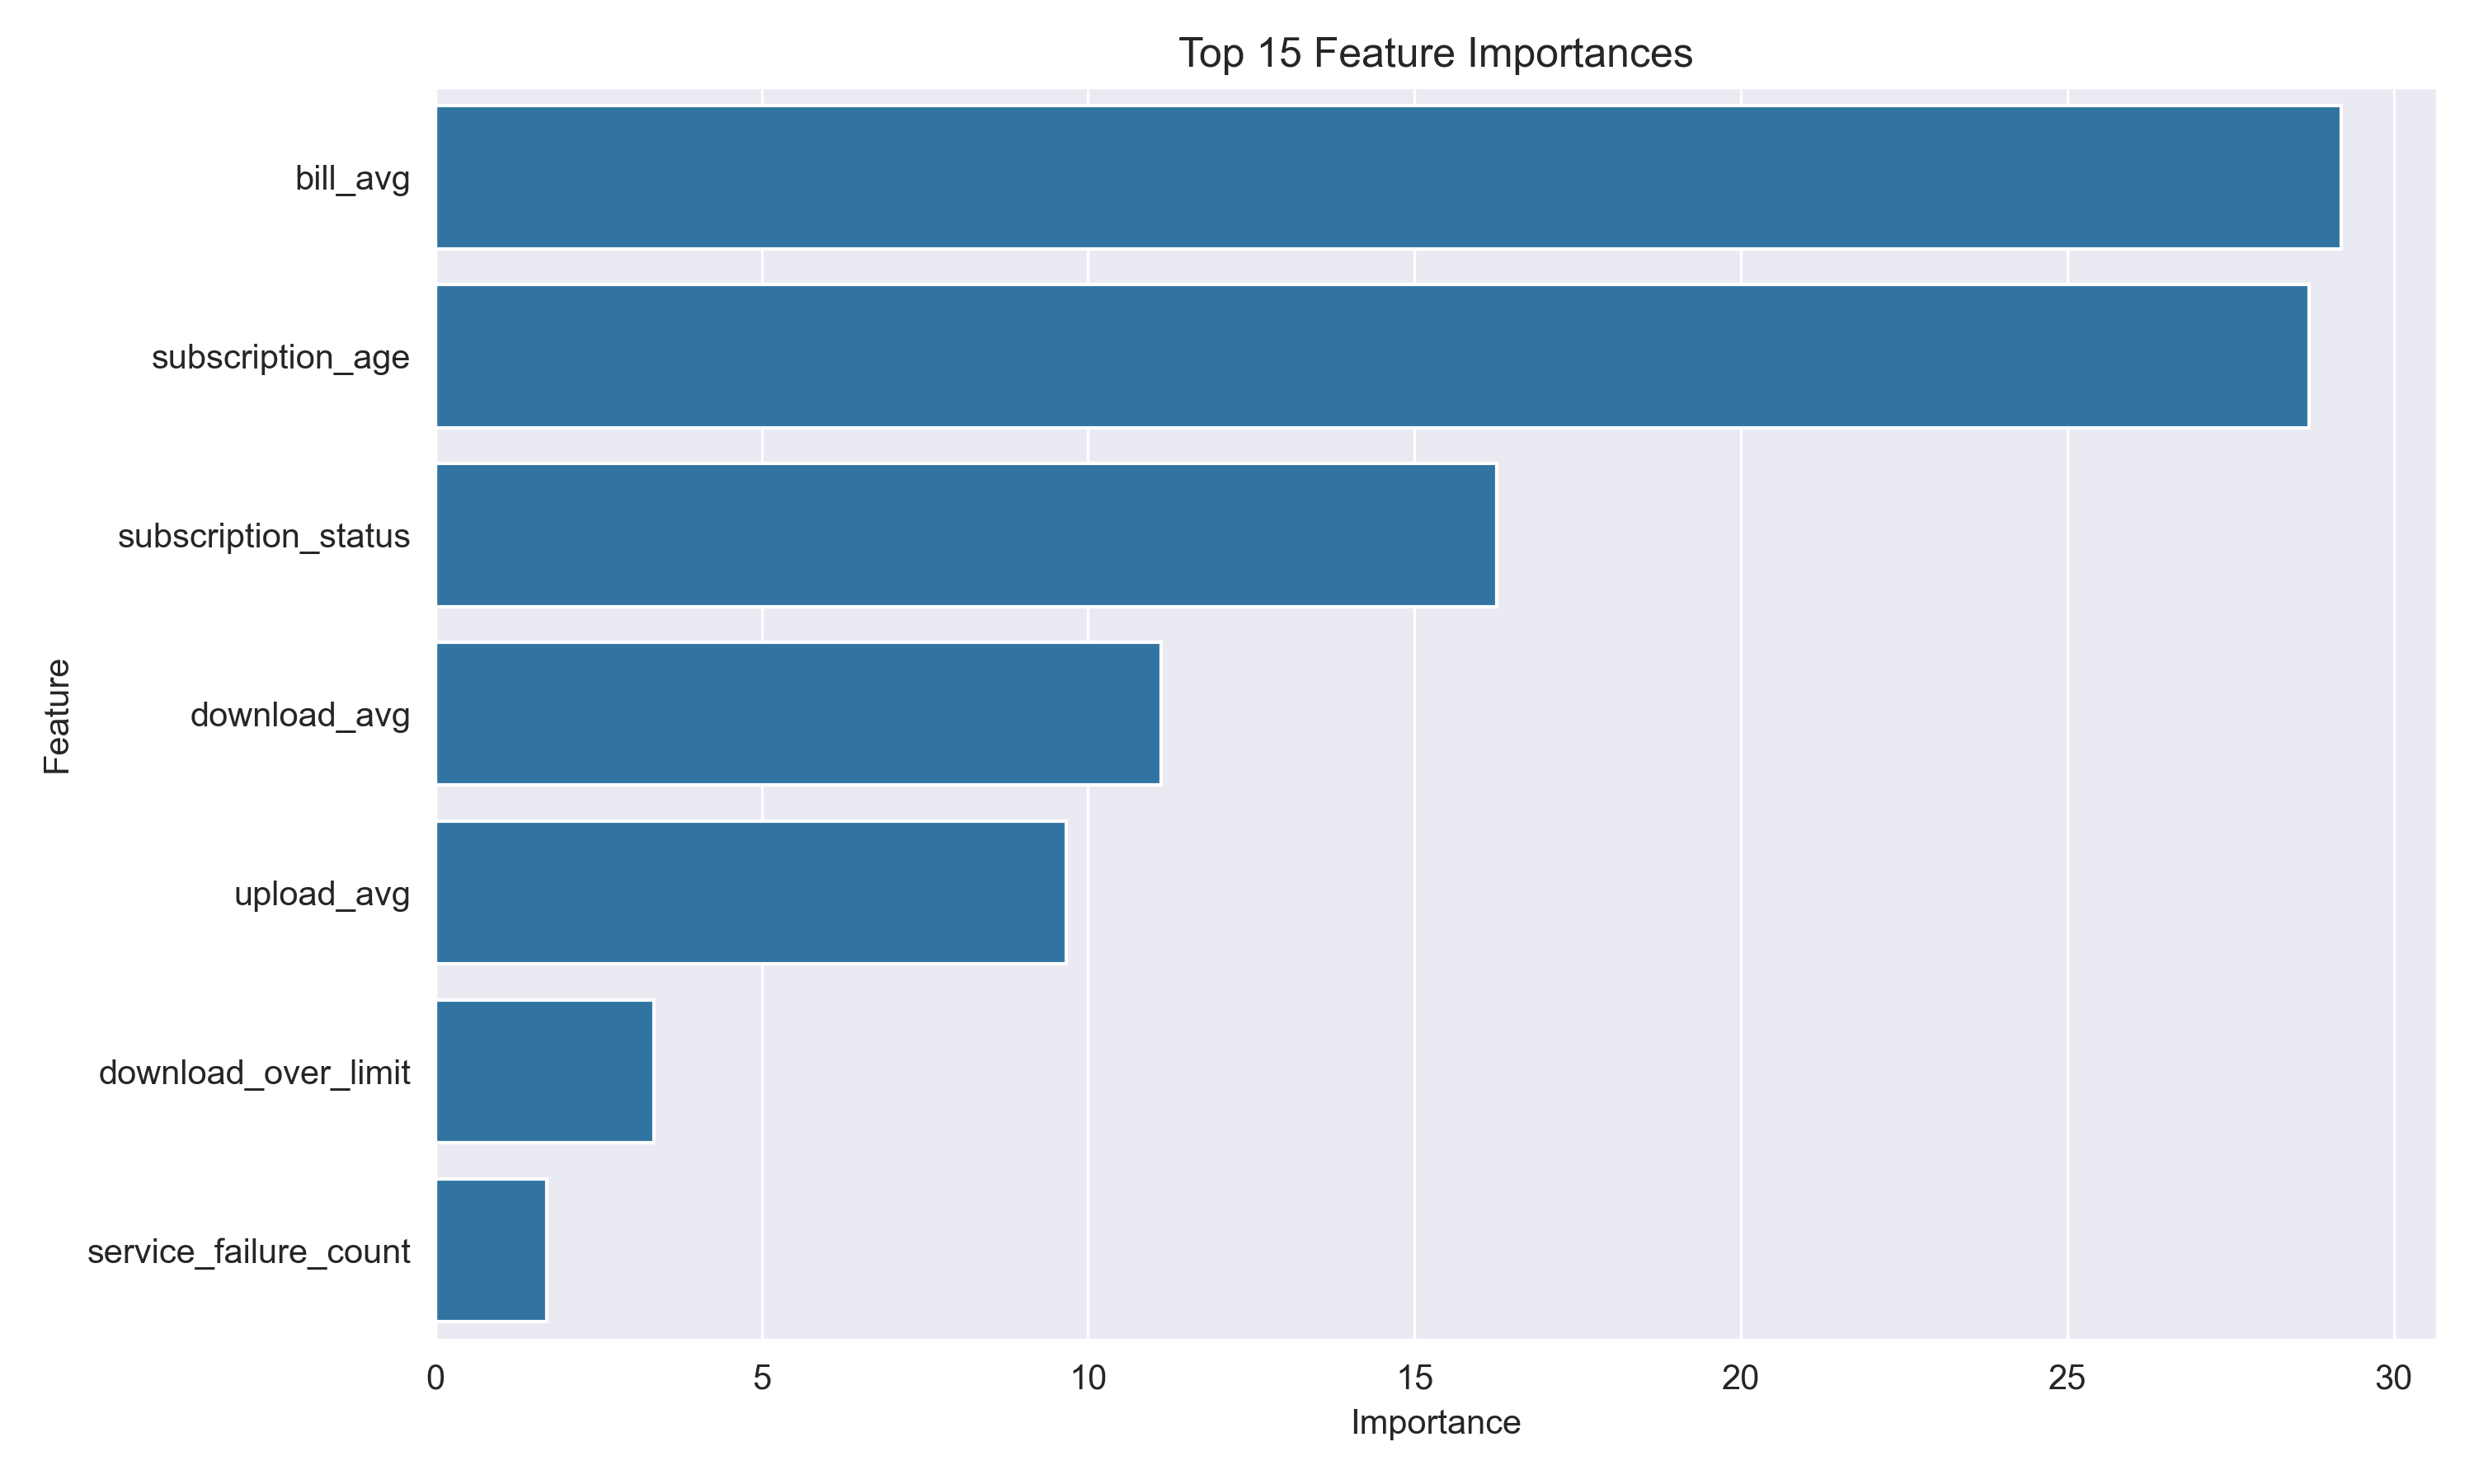 Top 15 Feature Importances
Feature
bill_avg
subscription_age
subscription_status
download_avg
upload_avg
download_over_limit
service_failure_count
0 5 10 15 20 25 30
Importance